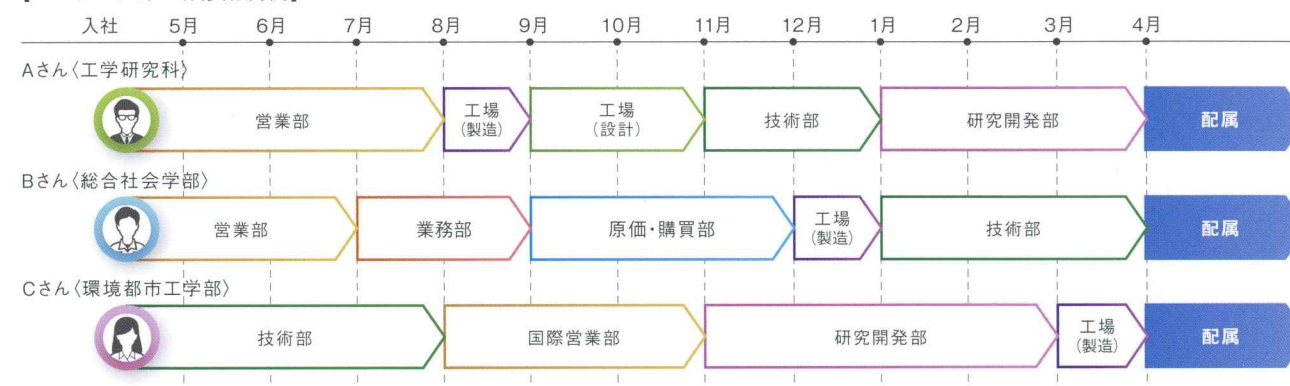 入社 5月 6月 7月 8月 9月 10月 11月 12月 1月 2月 3月 4月
Aさん〈工学研究科〉
営業部 工場 工場 技術部 研究開発部 配属
(製造) (設計)
Bさん〈総合社会学部〉
営業部 業務部 原価・購買部 工場 技術部 配属
(製造)
Cさん〈環境都市工学部〉
技術部 国際営業部 研究開発部 工場 配属
(製造)